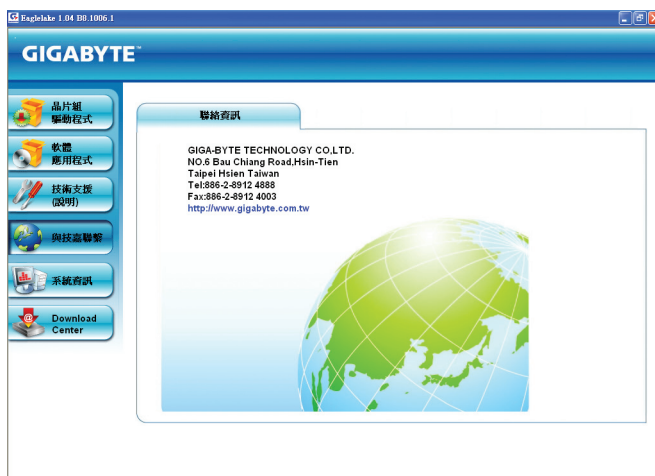 Eaglelake 1.04 B8.1006.1
GIGABYTE™
晶片組
驅動程式
軟體
應用程式
技術支援
(說明)
與技嘉聯繫
系統資訊
Download
Center
聯絡資訊
GIGA-BYTE TECHNOLOGY CO,LTD.
NO.6 Bau Chiang Road,Hsin-Tien
Taipei Hsien Taiwan
Tel:886-2-8912 4888
Fax:886-2-8912 4003
http://www.gigabyte.com.tw